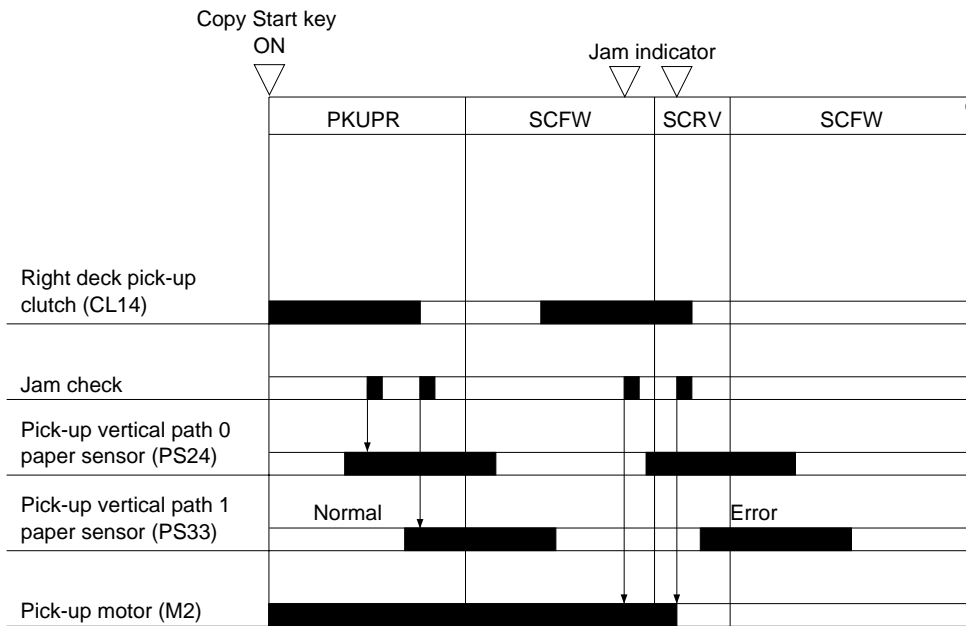 Copy Start key
ON
Jam indicator
PKUPR
SCFW
SCRV
SCFW
Right deck pick-up
clutch (CL14)
Jam check
Pick-up vertical path 0
paper sensor (PS24)
Pick-up vertical path 1
paper sensor (PS33)
Normal
Error
Pick-up motor (M2)